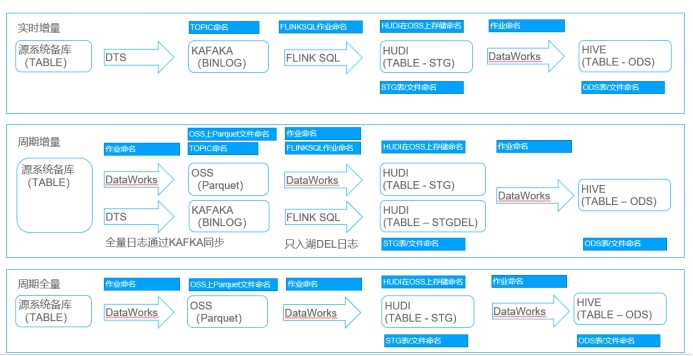 实时增量
TOPIC命名
FLINKSQL作业命名
HUDI在OSS上存储命名
作业命名
源系统备库
（TABLE）
DTS
KAFAKA
(BINLOG)
FLINK SQL
HUDI
(TABLE - STG)
DataWorks
HIVE
(TABLE - ODS)
STG表/文件命名
ODS表/文件命名
周期增量
OSS上Parquet文件命名
作业命名
作业命名
TOPIC命名
FLINKSQL作业命名
HUDI在OSS上存储命名
作业命名
源系统备库
（TABLE）
DataWorks
OSS
(Parquet)
DataWorks
HUDI
(TABLE - STG)
DataWorks
HIVE
(TABLE – ODS)
DTS
KAFAKA
(BINLOG)
FLINK SQL
HUDI
(TABLE – STGDEL)
全量日志通过KAFKA同步
只入湖DEL日志
STG表/文件命名
ODS表/文件命名
周期全量
作业命名
OSS上Parquet文件命名
作业命名
HUDI在OSS上存储命名
作业命名
源系统备库
（TABLE）
DataWorks
OSS
（Parquet）
DataWorks
HUDI
(TABLE - STG)
DataWorks
HIVE
(TABLE – ODS)
STG表/文件命名
ODS表/文件命名